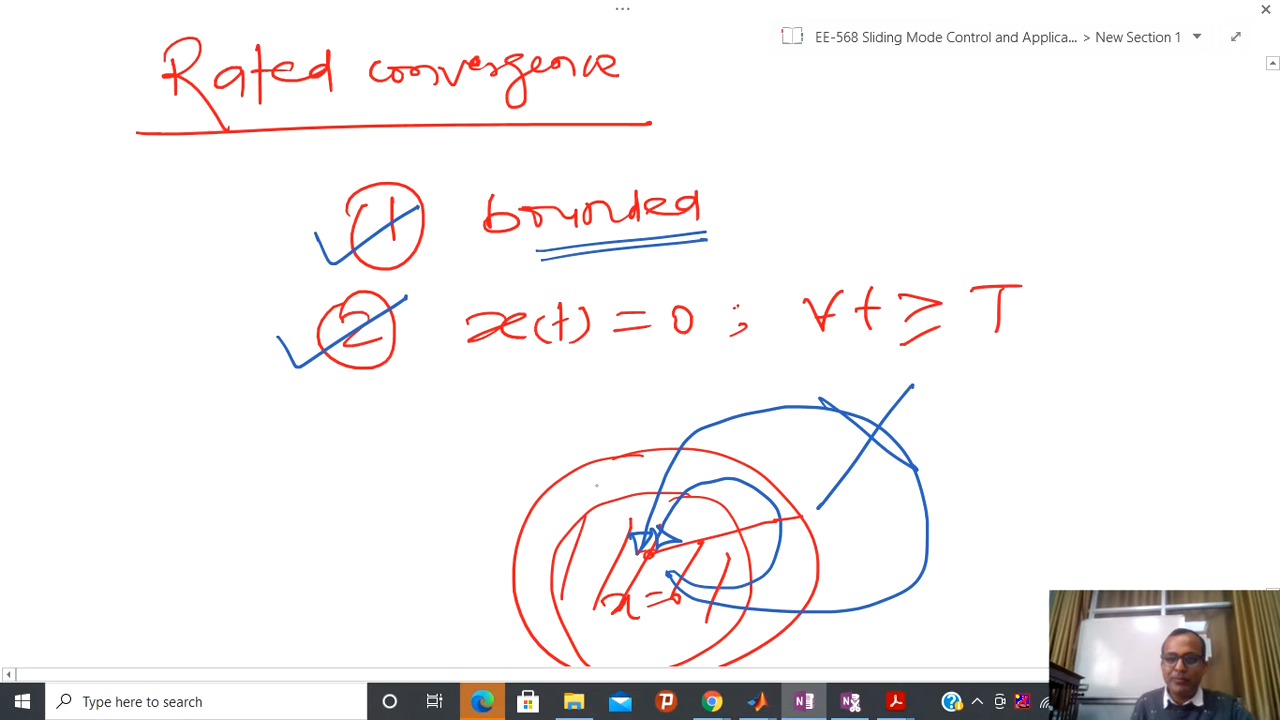 EE-568 Sliding Mode Control and Applica... > New Section 1
Rated convergence
1 bounded
2 x(t) = 0 ; ∀ t ≥ T
x = 0
Type here to search